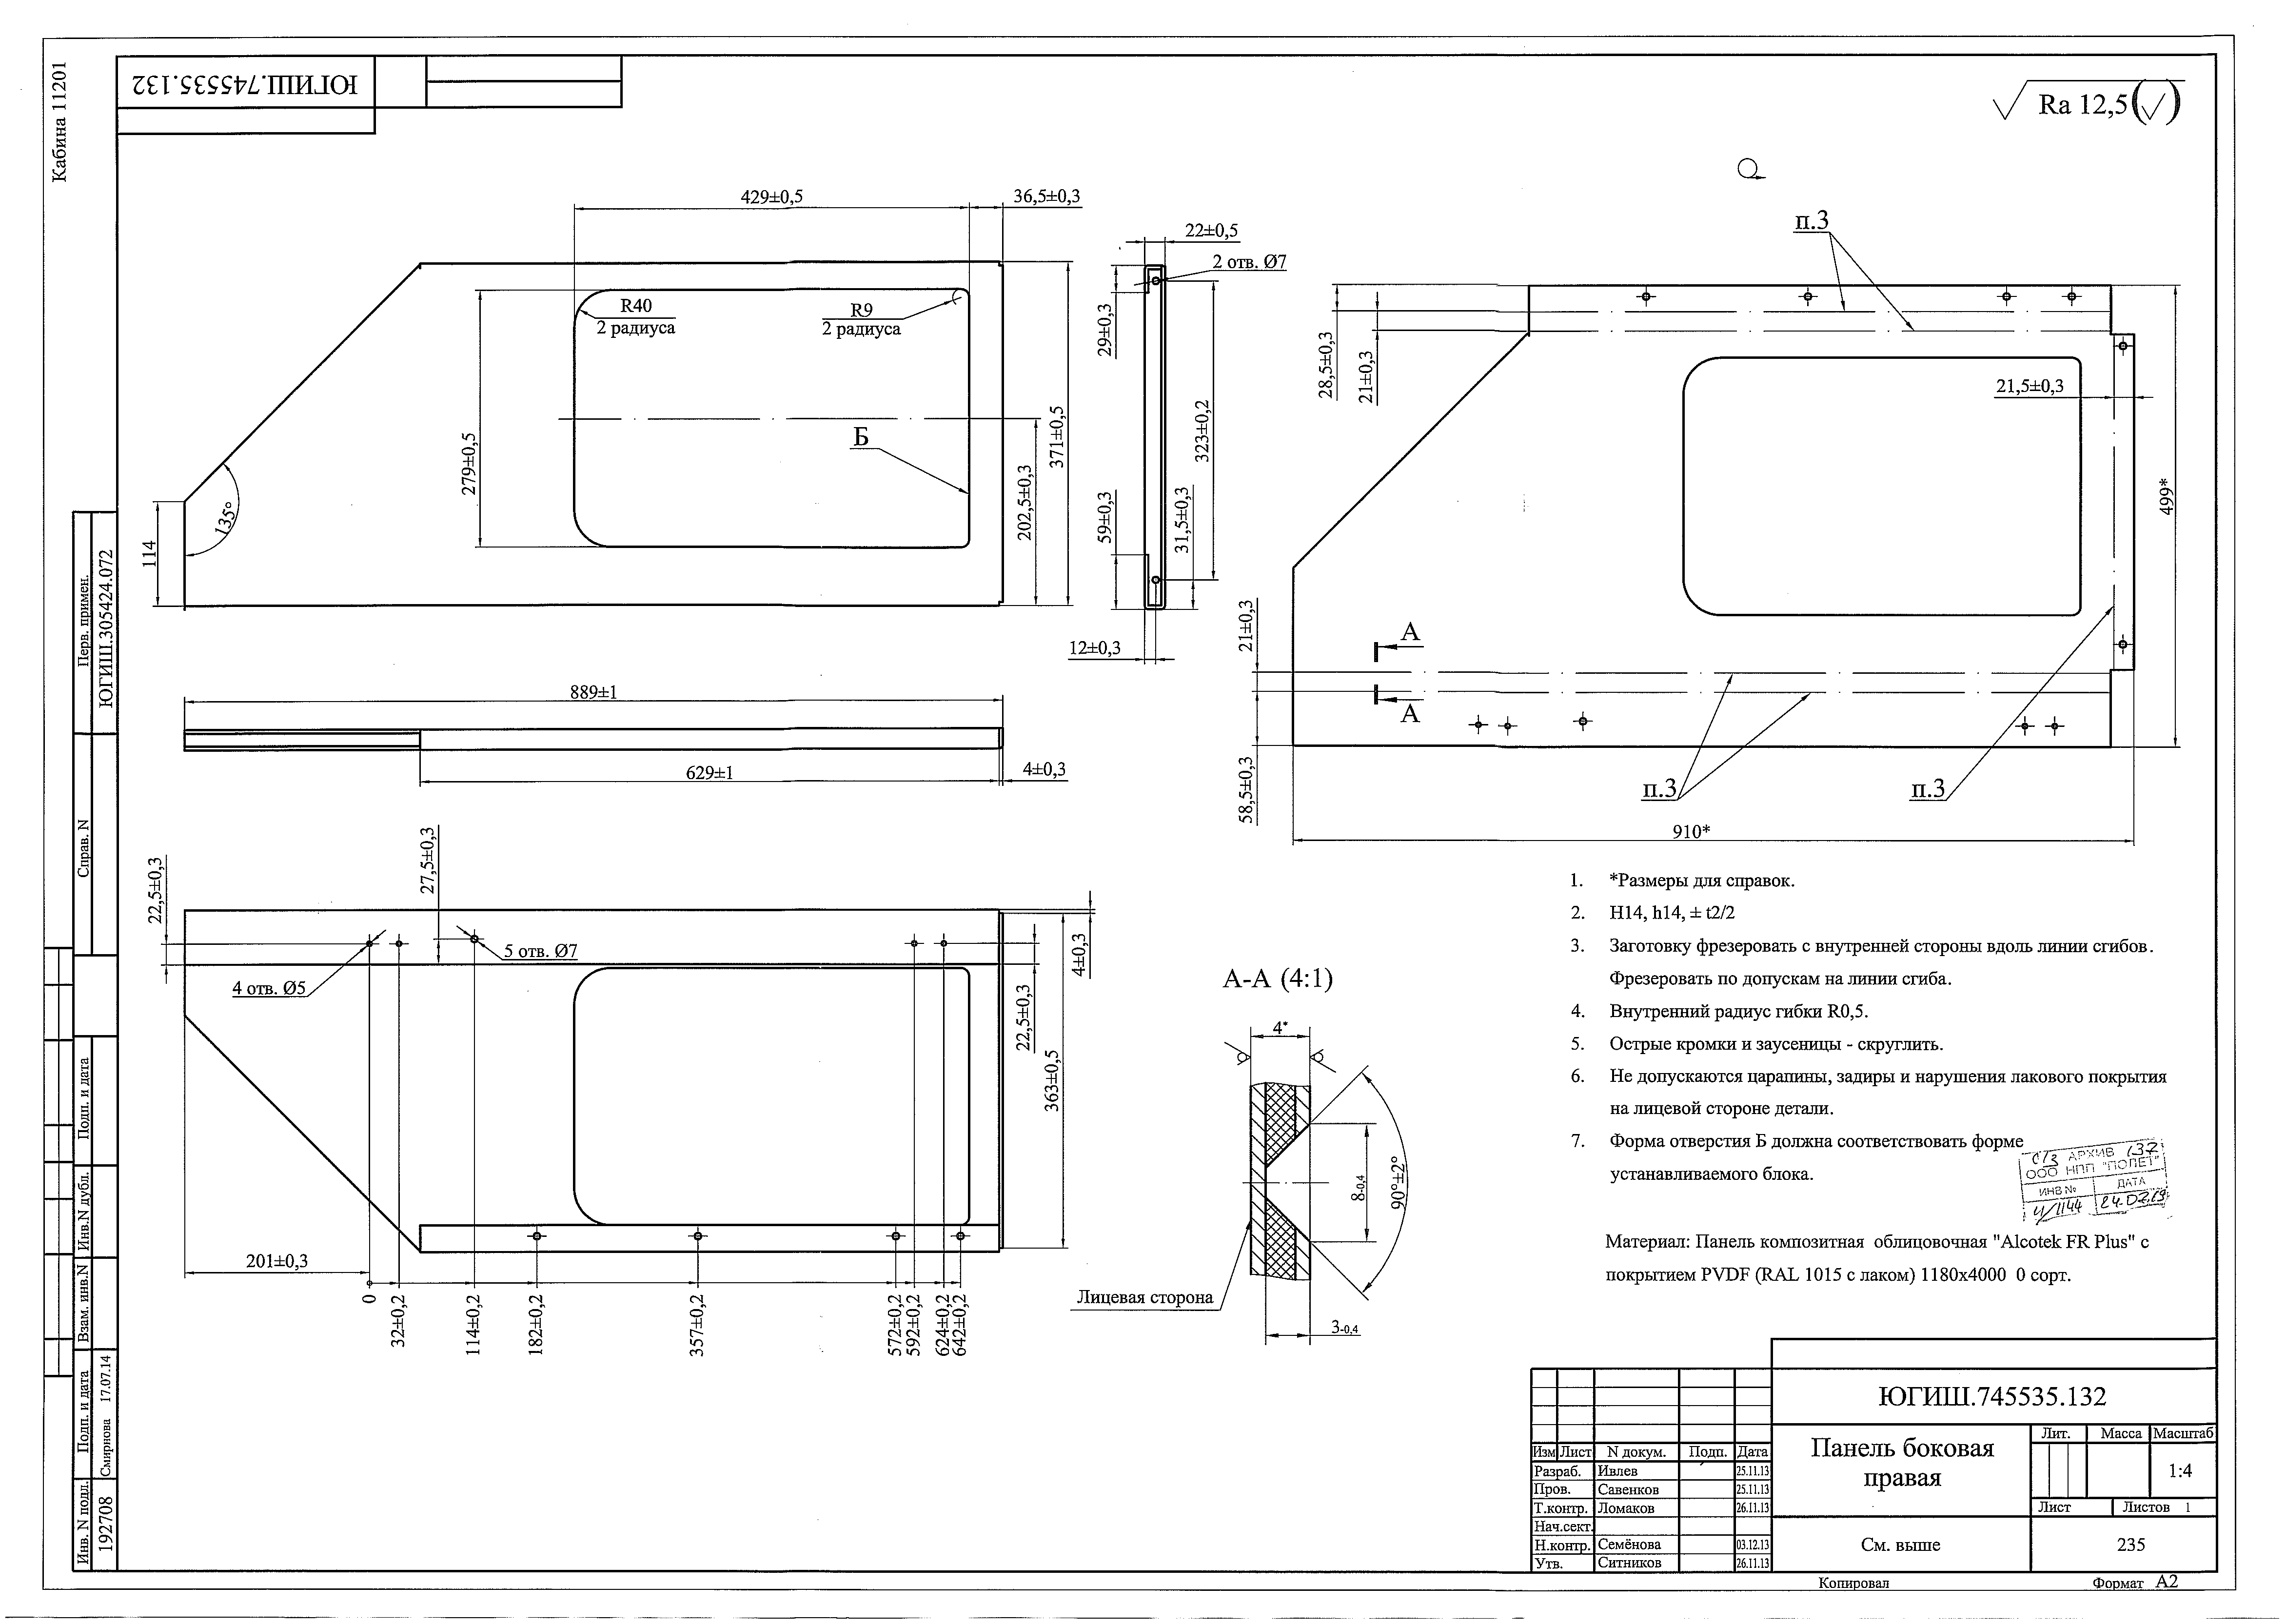 Кабина 11201
ЮГИШ.745535.132
Ra 12,5
429±0,5
36,5±0,3
R40
2 радиуса
R9
2 радиуса
279±0,5
Б
135°
114
202,5±0,3
371±0,5
22±0,5
2 отв. Ø7
29±0,3
323±0,2
59±0,3
31,5±0,3
12±0,3
п.3
28,5±0,3
21±0,3
21,5±0,3
499*
21±0,3
А
А
58,5±0,3
п.3
п.3
910*
889±1
629±1
4±0,3
22,5±0,3
27,5±0,3
5 отв. Ø7
4 отв. Ø5
4±0,3
22,5±0,3
363±0,5
201±0,3
0
32±0,2
114±0,2
182±0,2
357±0,2
572±0,2
592±0,2
624±0,2
642±0,2
А-А (4:1)
4*
8-0,4
90°±2°
Лицевая сторона
3-0,4
1. *Размеры для справок.
2. H14, h14, ± t2/2
3. Заготовку фрезеровать с внутренней стороны вдоль линии сгибов.
Фрезеровать по допускам на линии сгиба.
4. Внутренний радиус гибки R0,5.
5. Острые кромки и заусеницы - скруглить.
6. Не допускаются царапины, задиры и нарушения лакового покрытия
на лицевой стороне детали.
7. Форма отверстия Б должна соответствовать форме
устанавливаемого блока.
АРХИВ 137
ООО НПП "ПОЛЕТ"
ИНВ № ДАТА
Материал: Панель композитная облицовочная "Alcotek FR Plus" с
покрытием PVDF (RAL 1015 с лаком) 1180х4000 0 сорт.
Перв. примен.
ЮГИШ.305424.072
Справ. N
Подп. и дата
Инв.N дубл.
Взам. инв.N
Подп. и дата
Смирнова 17.07.14
Инв. N подл.
192708
ЮГИШ.745535.132
Изм Лист N докум. Подп. Дата
Разраб. Ивлев 25.11.13
Пров. Савенков 25.11.13
Т.контр. Ломаков 26.11.13
Нач.сект.
Н.контр. Семёнова 03.12.13
Утв. Ситников 26.11.13
Панель боковая
правая
Лит. Масса Масштаб
1:4
Лист Листов 1
См. выше
235
Копировал Формат А2